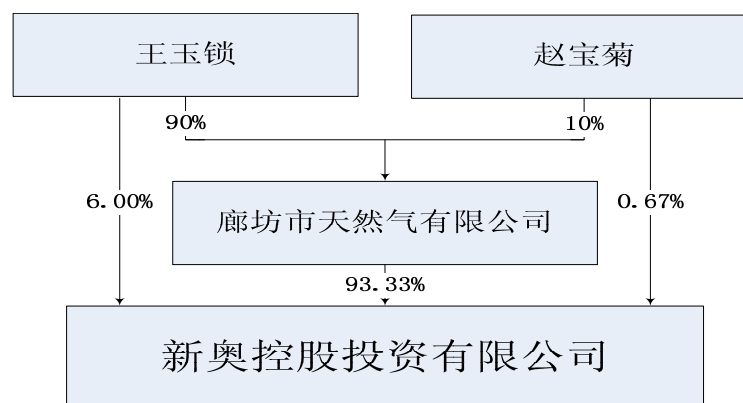 王玉锁
赵宝菊
90%
10%
6.00%
廊坊市天然气有限公司
0.67%
93.33%
新奥控股投资有限公司